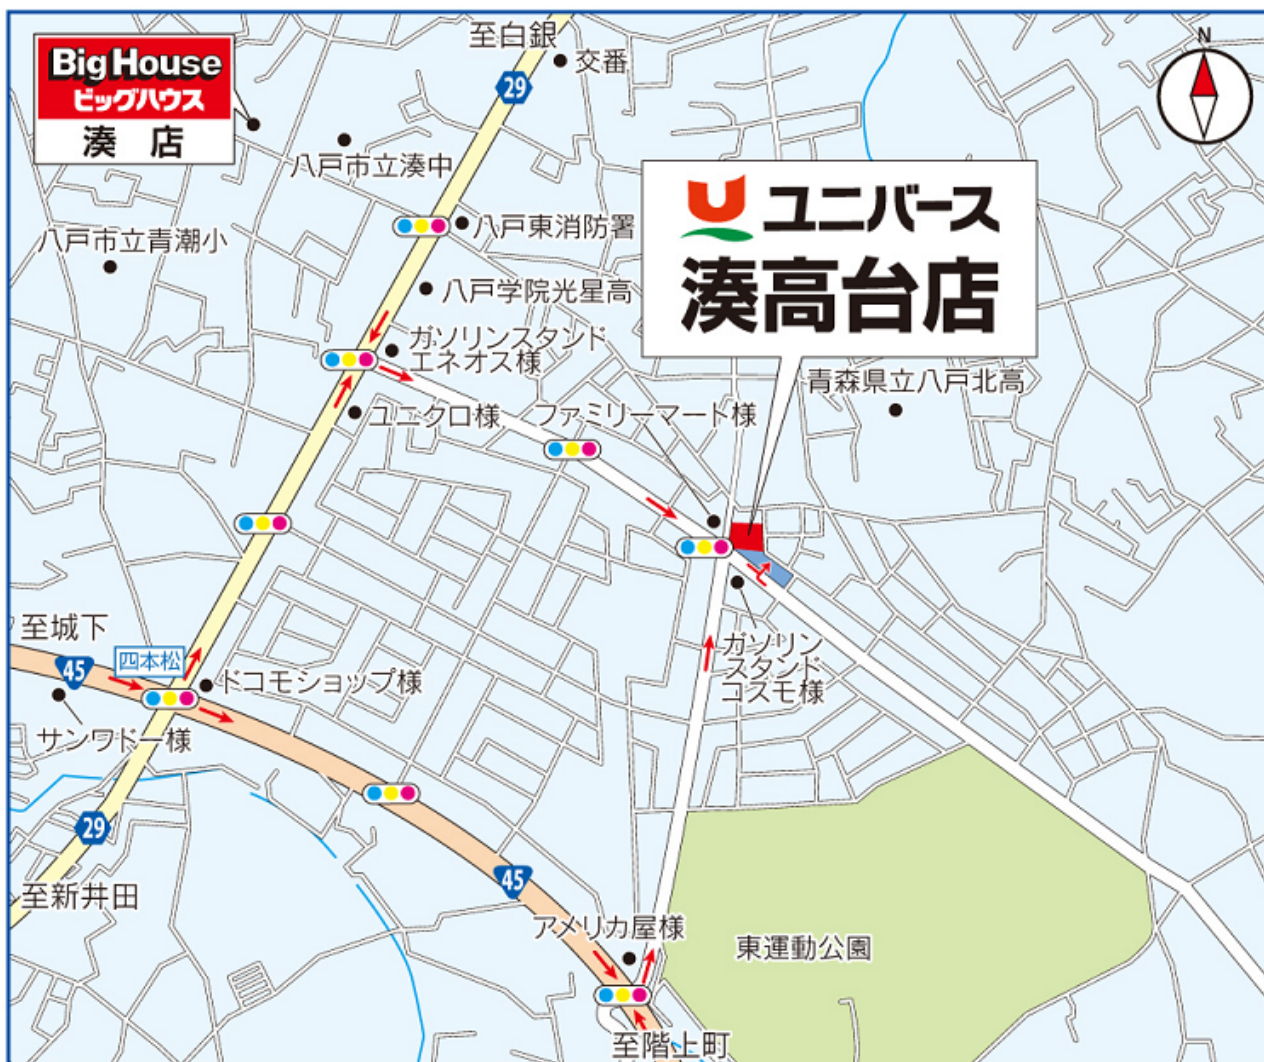 Big House
ビッグハウス
湊 店
至白銀
交番
29
N
八戸市立湊中
ユニバース
湊高台店
八戸東消防署
八戸市立青潮小
八戸学院光星高
ガソリンスタンド
エネオス様
青森県立八戸北高
ユニクロ様
ファミリーマート様
至城下
45
四本松
ドコモショップ様
ガソリン
スタンド
コスモ様
サンワドー様
29
45
至新井田
アメリカ屋様
東運動公園
至階上町